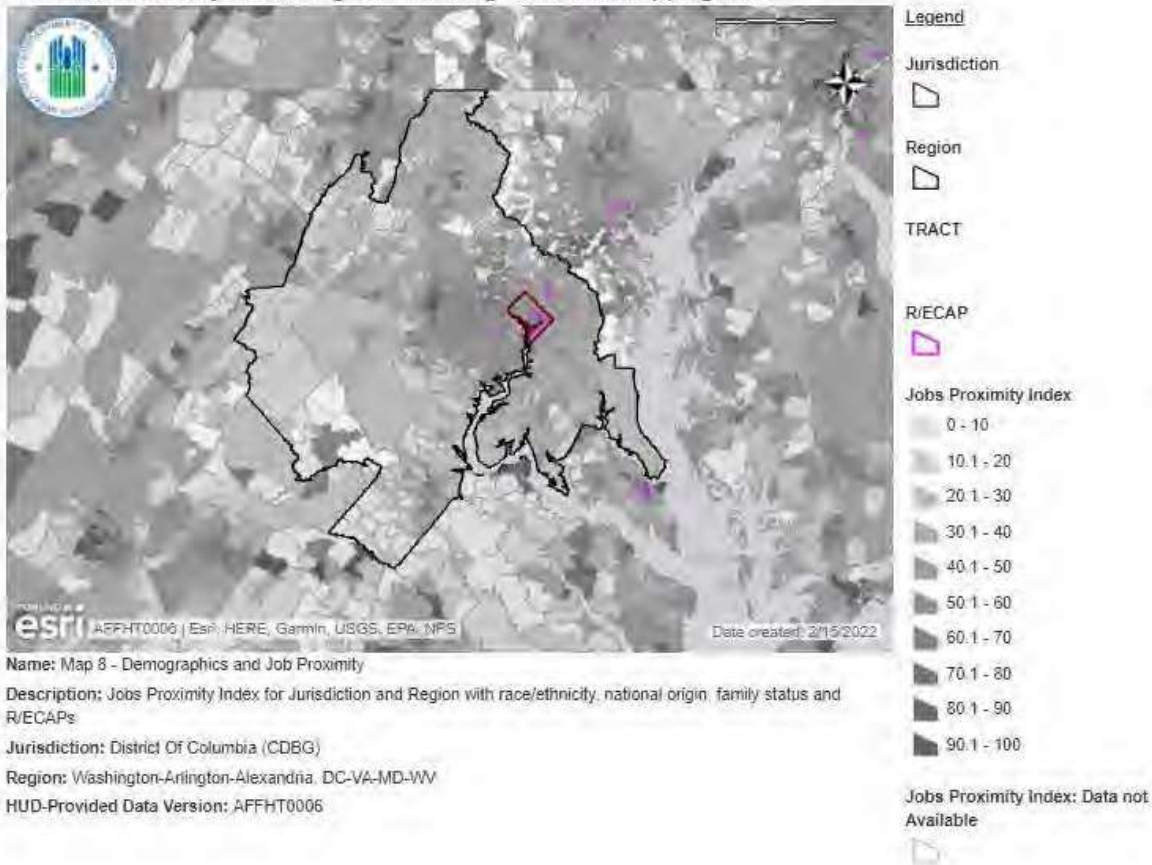 Legend
Jurisdiction
Region
TRACT
R/ECAP
Jobs Proximity Index
0 - 10
10.1 - 20
20.1 - 30
30.1 - 40
40.1 - 50
50.1 - 60
60.1 - 70
70.1 - 80
80.1 - 90
90.1 - 100
Jobs Proximity Index: Data not
Available
POWERED BY
esri
AFFHT0006 | Esri, HERE, Garmin, USGS, EPA, NPS
Date created: 2/15/2022
Name: Map 8 - Demographics and Job Proximity
Description: Jobs Proximity Index for Jurisdiction and Region with race/ethnicity, national origin, family status and
R/ECAPs
Jurisdiction: District Of Columbia (CDBG)
Region: Washington-Arlington-Alexandria, DC-VA-MD-WV
HUD-Provided Data Version: AFFHT0006